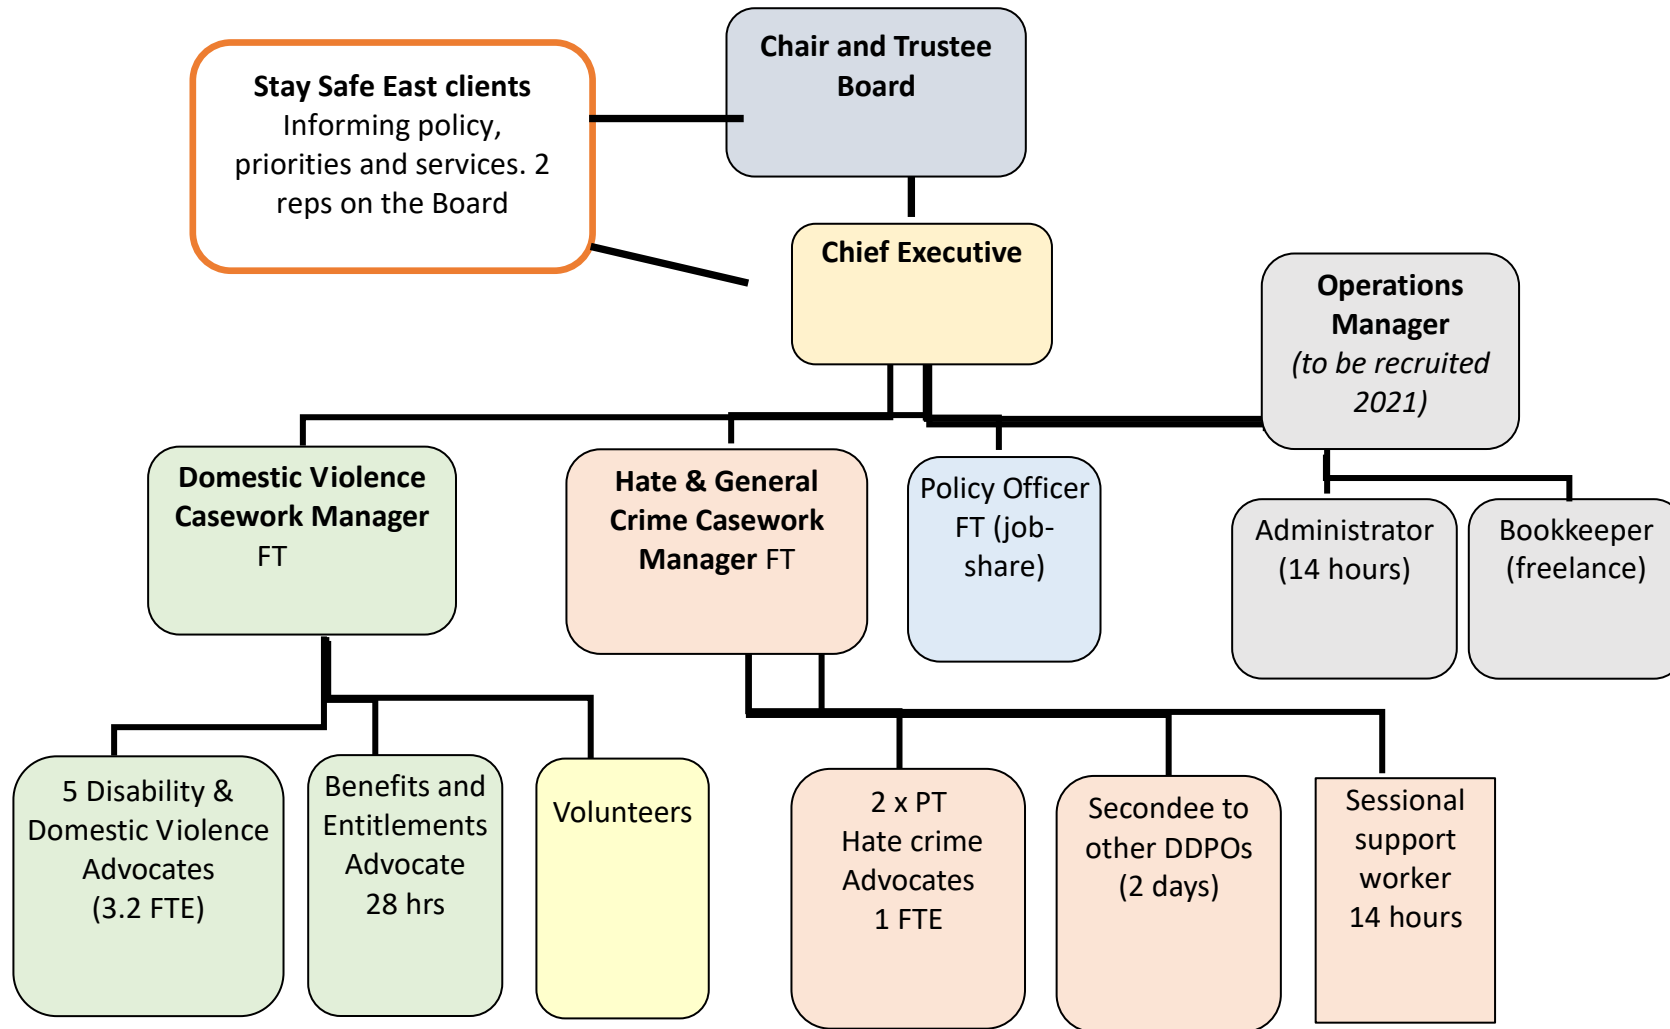 Chair and Trustee
Board
Stay Safe East clients
Informing policy,
priorities and services. 2
reps on the Board
Chief Executive
Operations
Manager
(to be recruited
2021)
Domestic Violence
Casework Manager
FT
Hate & General
Crime Casework
Manager FT
Policy Officer
FT (job-
share)
Administrator
(14 hours)
Bookkeeper
(freelance)
5 Disability &
Domestic Violence
Advocates
(3.2 FTE)
Benefits and
Entitlements
Advocate
28 hrs
Volunteers
2 x PT
Hate crime
Advocates
1 FTE
Secondee to
other DDPOs
(2 days)
Sessional
support
worker
14 hours